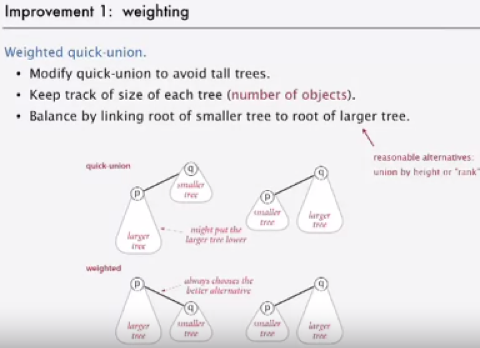 Improvement 1: weighting
Weighted quick-union.
• Modify quick-union to avoid tall trees.
• Keep track of size of each tree (number of objects).
• Balance by linking root of smaller tree to root of larger tree.
reasonable alternatives:
union by height or "rank"
quick-union
q
smaller
tree
p
larger
tree
might put the
larger tree lower
q
p
smaller
tree
larger
tree
weighted
p
always chooses the
better alternative
q
larger
tree
smaller
tree
q
p
smaller
tree
larger
tree